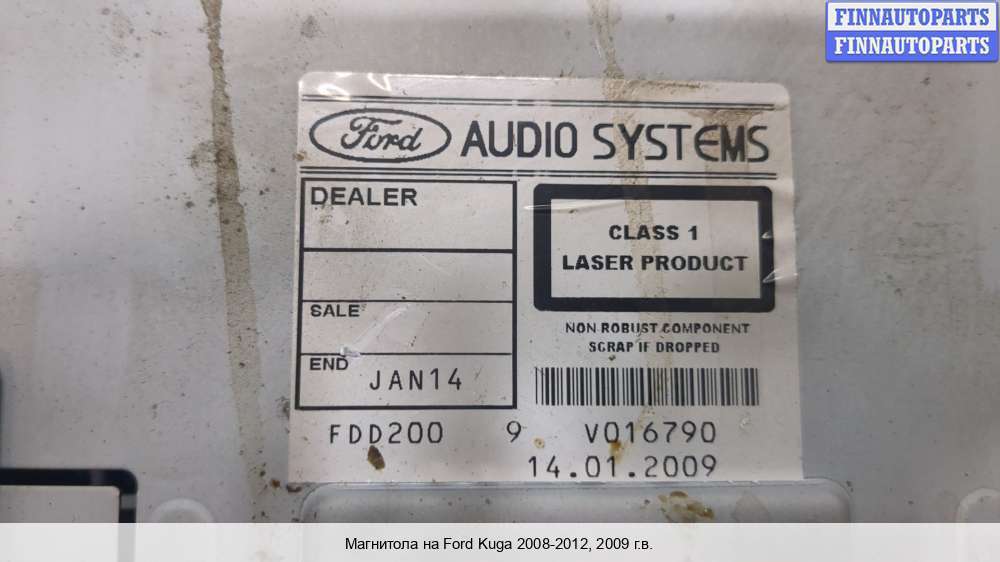 FINNAUTOPARTS
FINNAUTOPARTS
Ford AUDIO SYSTEMS
DEALER
CLASS 1
LASER PRODUCT
SALE
NON ROBUST COMPONENT
SCRAP IF DROPPED
END JAN14
FDD200 9 V016790
14.01.2009
Магнитола на Ford Kuga 2008-2012, 2009 г.в.